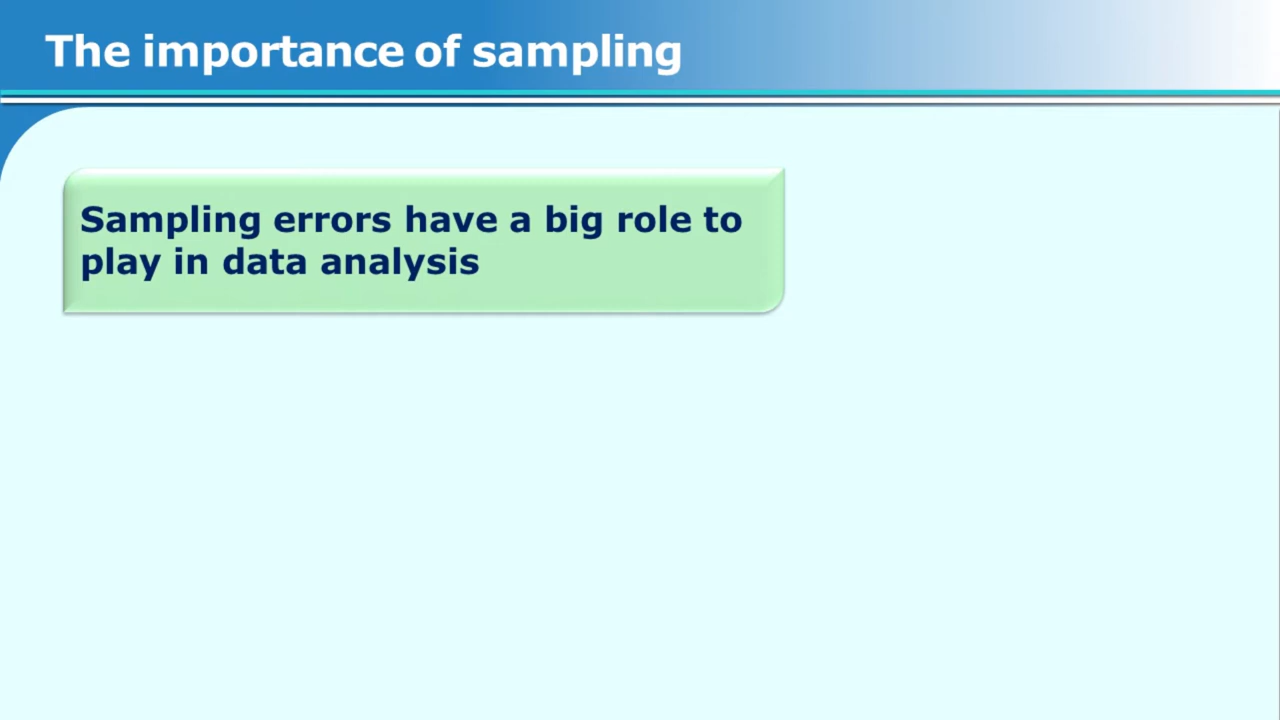 The importance of sampling
Sampling errors have a big role to
play in data analysis